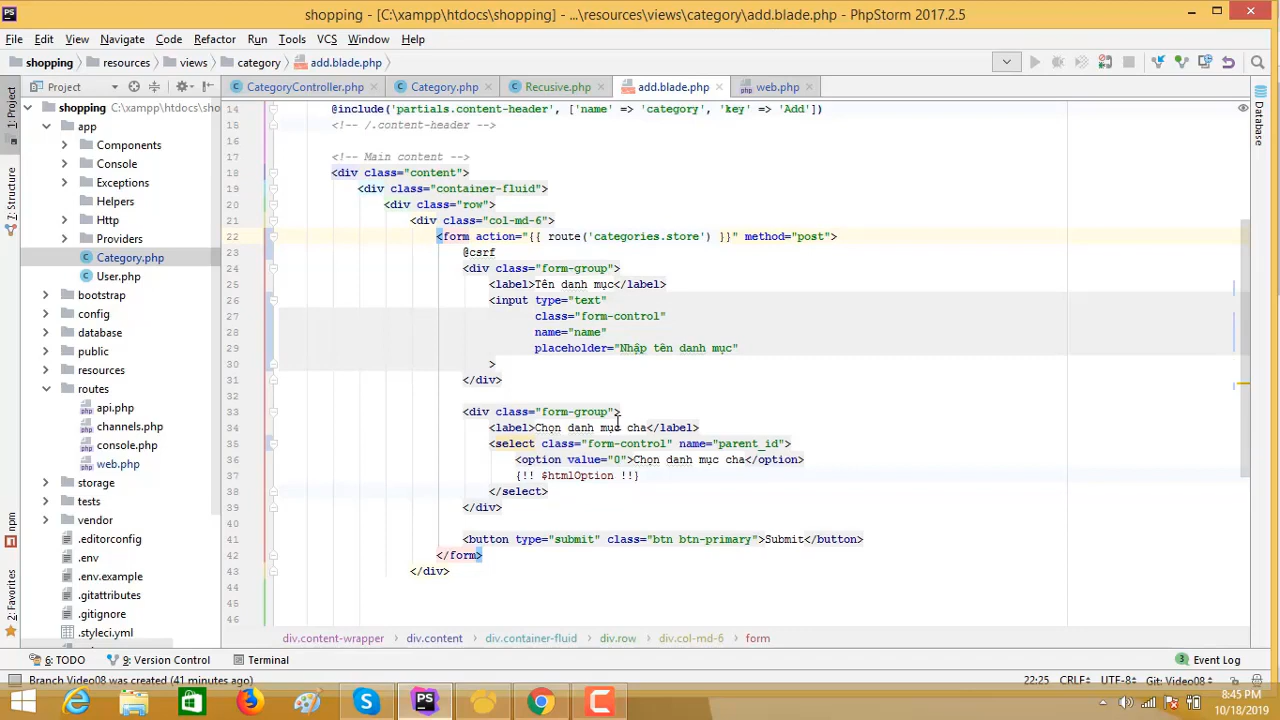 shopping - [C:\xampp\htdocs\shopping] - ...\resources\views\category\add.blade.php - PhpStorm 2017.2.5
File Edit View Navigate Code Refactor Run Tools VCS Window Help
shopping resources views category add.blade.php
Project CategoryController.php Category.php Recursive.php add.blade.php web.php
1: Project
Z: Structure
npm
2: Favorites
Database
shopping C:\xampp\htdocs\sho
app
Components
Console
Exceptions
Helpers
Http
Providers
Category.php
User.php
bootstrap
config
database
public
resources
routes
api.php
channels.php
console.php
web.php
storage
tests
vendor
.editorconfig
.env
.env.example
.gitattributes
.gitignore
.styleci.yml
14 @include('partials.content-header', ['name' => 'category', 'key' => 'Add'])
15 <!-- /.content-header -->
16
17 <!-- Main content -->
18 <div class="content">
19 <div class="container-fluid">
20 <div class="row">
21 <div class="col-md-6">
22 <form action="{{ route('categories.store') }}" method="post">
23 @csrf
24 <div class="form-group">
25 <label>Tên danh mục</label>
26 <input type="text"
27 class="form-control"
28 name="name"
29 placeholder="Nhập tên danh mục"
30 >
31 </div>
32
33 <div class="form-group">
34 <label>Chọn danh mục cha</label>
35 <select class="form-control" name="parent_id">
36 <option value="0">Chọn danh mục cha</option>
37 {!! $htmlOption !!}
38 </select>
39 </div>
40
41 <button type="submit" class="btn btn-primary">Submit</button>
42 </form>
43 </div>
44
45
46
div.content-wrapper div.content div.container-fluid div.row div.col-md-6 form
6: TODO 9: Version Control Terminal 3 Event Log
Branch Video08 was created (41 minutes ago) 22:25 CRLF÷ UTF-8÷ Git: Video08÷
8:45 PM
10/18/2019